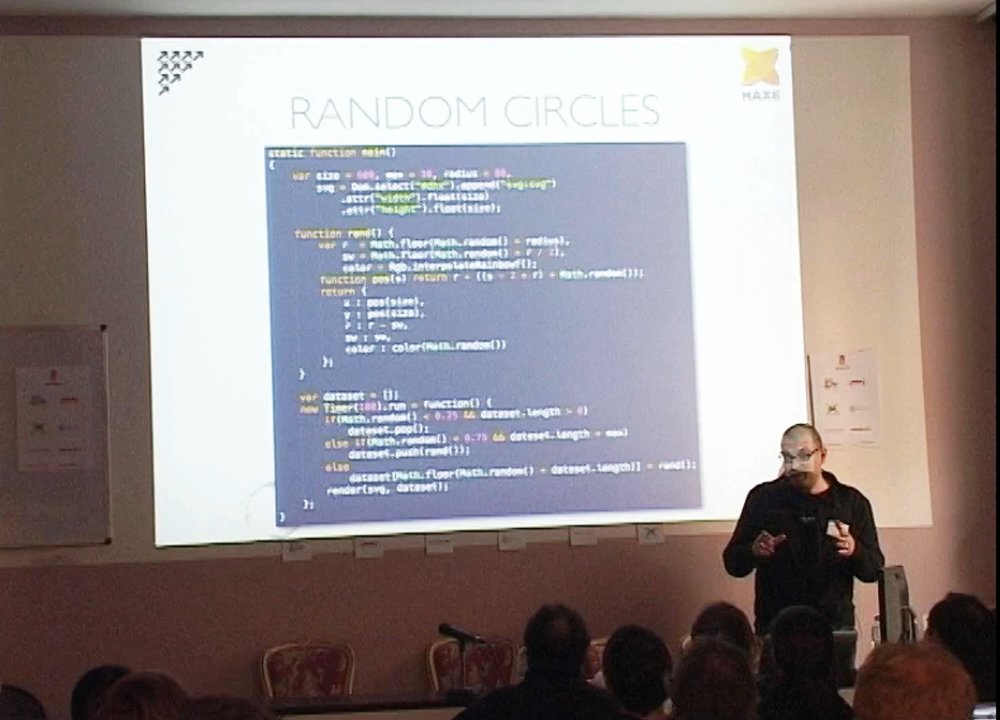 HAXE
RANDOM CIRCLES
static function main()
{
var size = 600, max = 30, radius = 80,
svg = Dom.select("#dhx").append("svg:svg")
.attr("width").float(size)
.attr("height").float(size);
function rand() {
var r = Math.floor(Math.random() * radius),
sw = Math.floor(Math.random() * r /
color = Rgb.interpolateRainbow();
function pos(s) return r + ((s - 2 * r) * Math.random());
return {
x : pos(size),
y : pos(size),
r : r - sw,
sw : sw,
color : color(Math.random())
};
}
var dataset = [];
new Timer(100).run = function() {
if(Math.random() < 0.25 && dataset.length > 0)
dataset.pop();
else if(Math.random() < 0.75 && dataset.length < max)
dataset.push(rand());
else
dataset[Math.floor(Math.random() * dataset.length)] = rand();
render(svg, dataset);
};
}